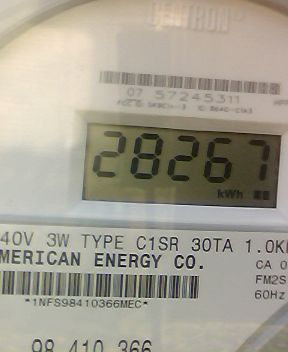 CENTRON
07 57245311
28267
kWh
40V 3W TYPE C1SR 30TA 1.0K
MERICAN ENERGY CO.
CA 0
FM2S
*1NFS98410366MEC*
60Hz
98 410 366